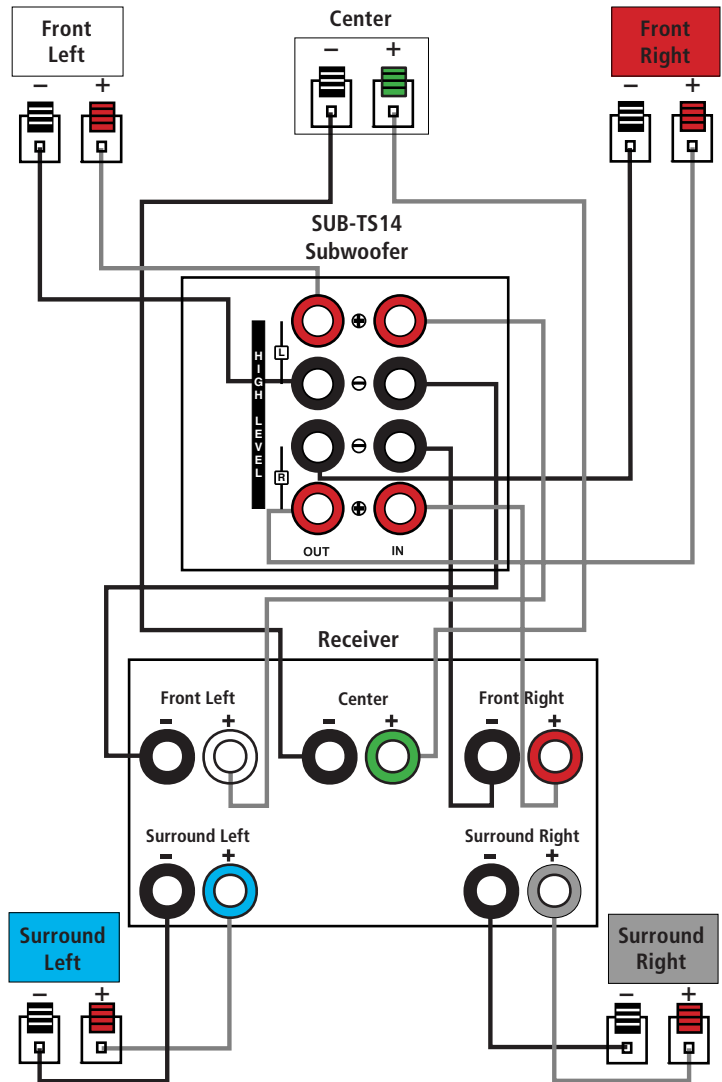 Front
Left
Center
Front
Right
− +
− +
− +
SUB-TS14
Subwoofer
HIGH LEVEL
L
R
+
−
−
+
OUT IN
Receiver
Front Left
Center
Front Right
− +
− +
− +
Surround Left
Surround Right
− +
− +
Surround
Left
Surround
Right
− +
− +